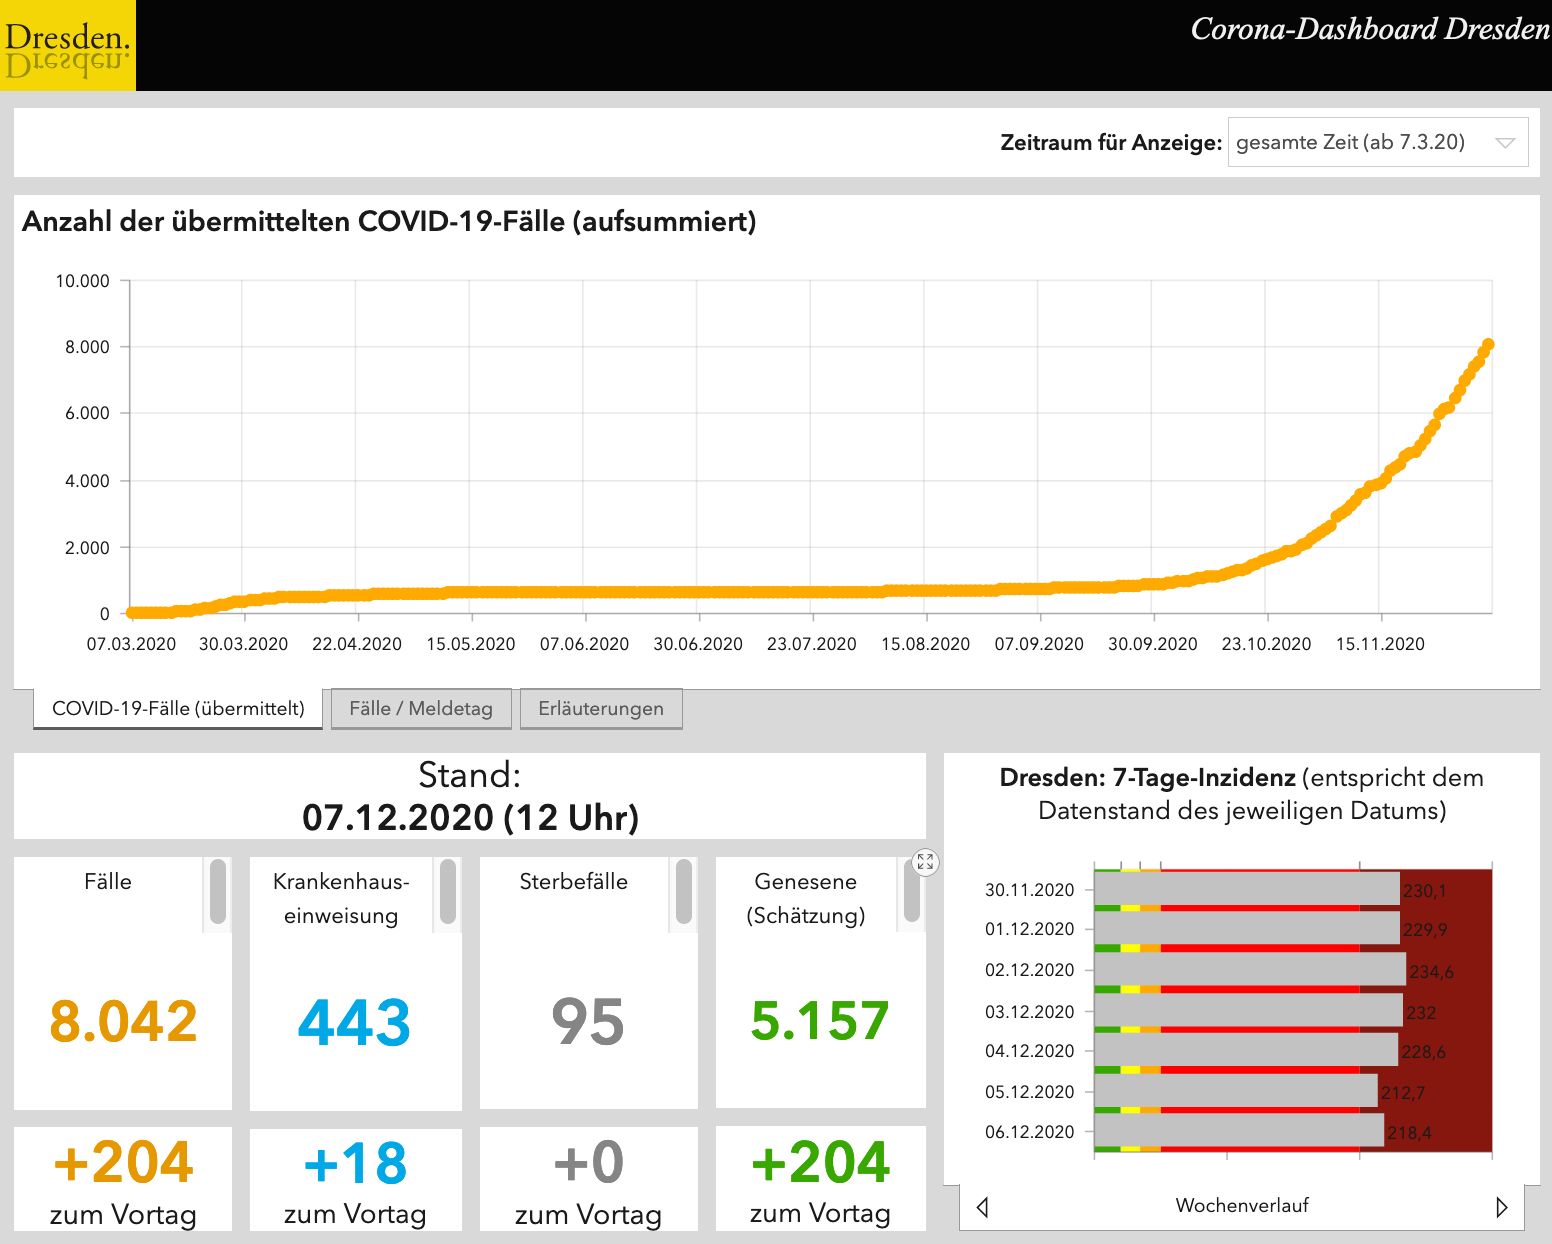 Dresden.
Dresden.
Corona-Dashboard Dresden
Zeitraum für Anzeige: gesamte Zeit (ab 7.3.20)
Anzahl der übermittelten COVID-19-Fälle (aufsummiert)
10.000
8.000
6.000
4.000
2.000
0
07.03.2020 30.03.2020 22.04.2020 15.05.2020 07.06.2020 30.06.2020 23.07.2020 15.08.2020 07.09.2020 30.09.2020 23.10.2020 15.11.2020
COVID-19-Fälle (übermittelt) Fälle / Meldetag Erläuterungen
Stand:
07.12.2020 (12 Uhr)
Fälle
8.042
+204
zum Vortag
Krankenhaus-
einweisung
443
+18
zum Vortag
Sterbefälle
95
+0
zum Vortag
Genesene
(Schätzung)
5.157
+204
zum Vortag
Dresden: 7-Tage-Inzidenz (entspricht dem
Datenstand des jeweiligen Datums)
30.11.2020 230,1
01.12.2020 229,9
02.12.2020 234,6
03.12.2020 232
04.12.2020 228,6
05.12.2020 212,7
06.12.2020 218,4
Wochenverlauf